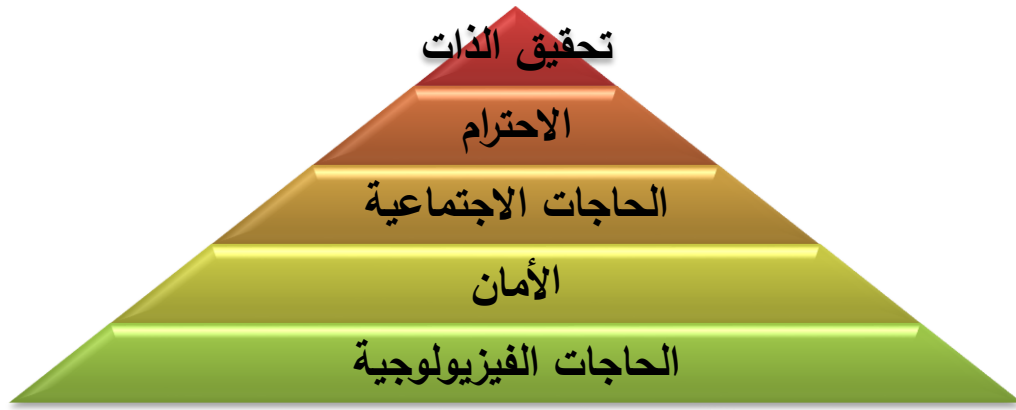 تحقيق الذات
الاحترام
الحاجات الاجتماعية
الأمان
الحاجات الفيزيولوجية